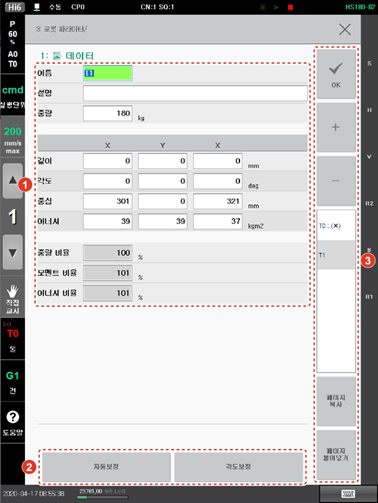 Hi6 수동 CP0 CN:1 SQ:1 HS180-02
P
60
%
A0
T0
cmd
실행단위
200
mm/s
max
1
직접
교시
T0
툴
G1
건
도움말
로봇 파라미터/
1: 툴 데이터
이름 T1
설명
중량 180 kg
X Y X
길이 0 0 0 mm
각도 0 0 0 deg
중심 301 0 321 mm
이너셔 39 39 37 kgm2
중량 비율 100 %
모멘트 비율 101 %
이너셔 비율 101 %
1
자동보정 각도보정
2
OK
+
-
T0 : (X)
T1
3
페이지
복사
페이지
붙여넣기
S
H
V
R2
B
R1
2020-04-17 08:55:38